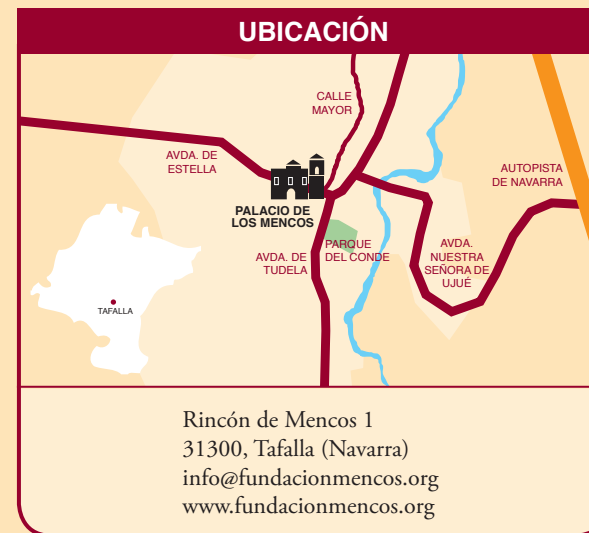 UBICACIÓN
CALLE
MAYOR
AVDA. DE
ESTELLA
AUTOPISTA
DE NAVARRA
PALACIO DE
LOS MENCOS
PARQUE
DEL CONDE
AVDA. DE
TUDELA
AVDA.
NUESTRA
SEÑORA DE
UJUÉ
TAFALLA
Rincón de Mencos 1
31300, Tafalla (Navarra)
info@fundacionmencos.org
www.fundacionmencos.org